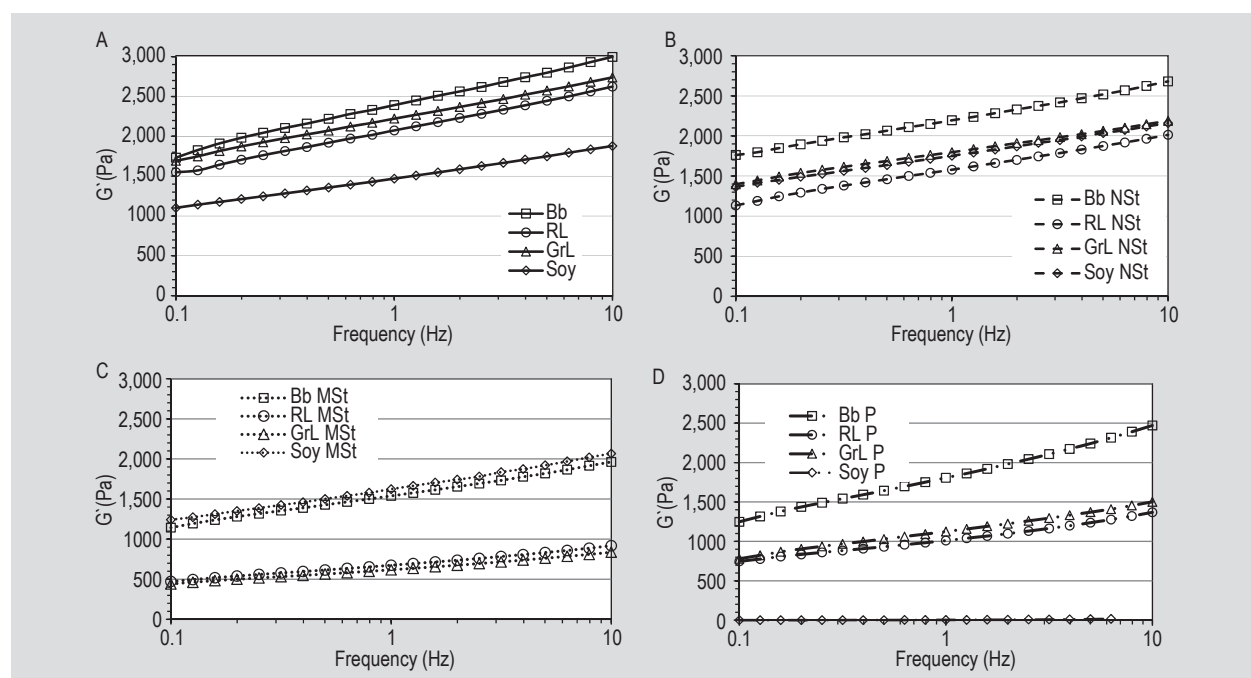 A
G`(Pa)
3,000
2,500
2,000
1,500
1000
500
0
0.1
1
10
Frequency (Hz)
Bb
RL
GrL
Soy
B
G`(Pa)
3,000
2,500
2,000
1,500
1000
500
0
0.1
1
10
Frequency (Hz)
Bb NSt
RL NSt
GrL NSt
Soy NSt
C
G`(Pa)
3,000
2,500
2,000
1,500
1000
500
0
0.1
1
10
Frequency (Hz)
Bb MSt
RL MSt
GrL MSt
Soy MSt
D
G`(Pa)
3,000
2,500
2,000
1,500
1000
500
0
0.1
1
10
Frequency (Hz)
Bb P
RL P
GrL P
Soy P